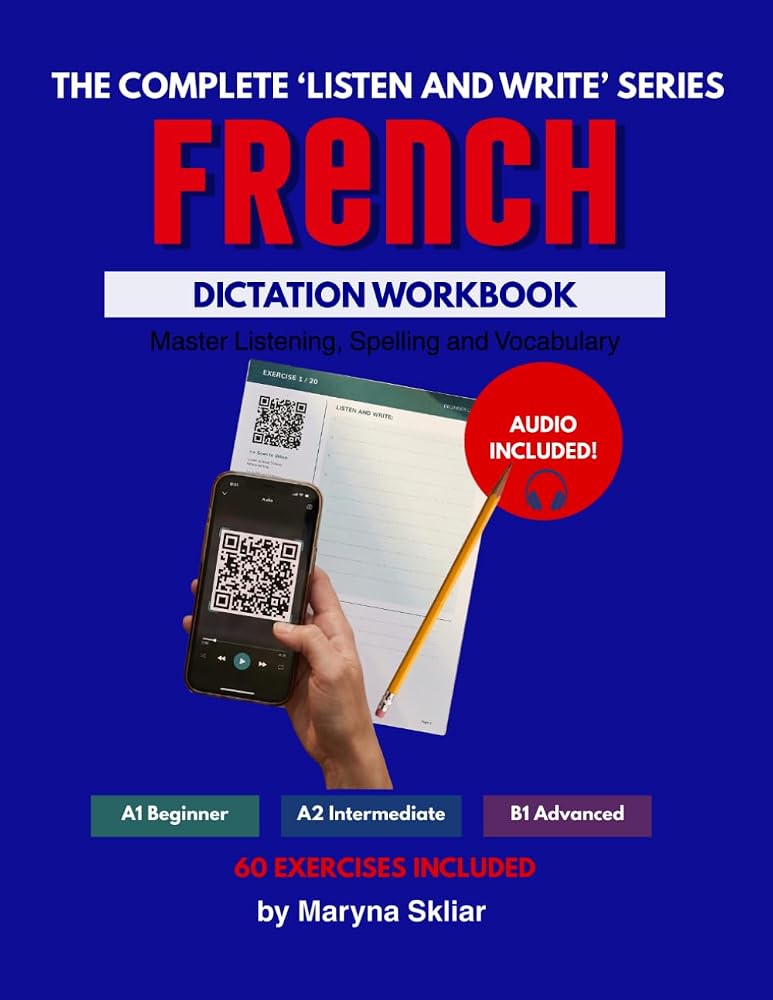 THE COMPLETE ‘LISTEN AND WRITE’ SERIES
FRENCH
DICTATION WORKBOOK
Master Listening, Spelling and Vocabulary
EXERCISE 1 / 20
LISTEN AND WRITE:
AUDIO
INCLUDED!
Audio
A1 Beginner
A2 Intermediate
B1 Advanced
60 EXERCISES INCLUDED
by Maryna Skliar